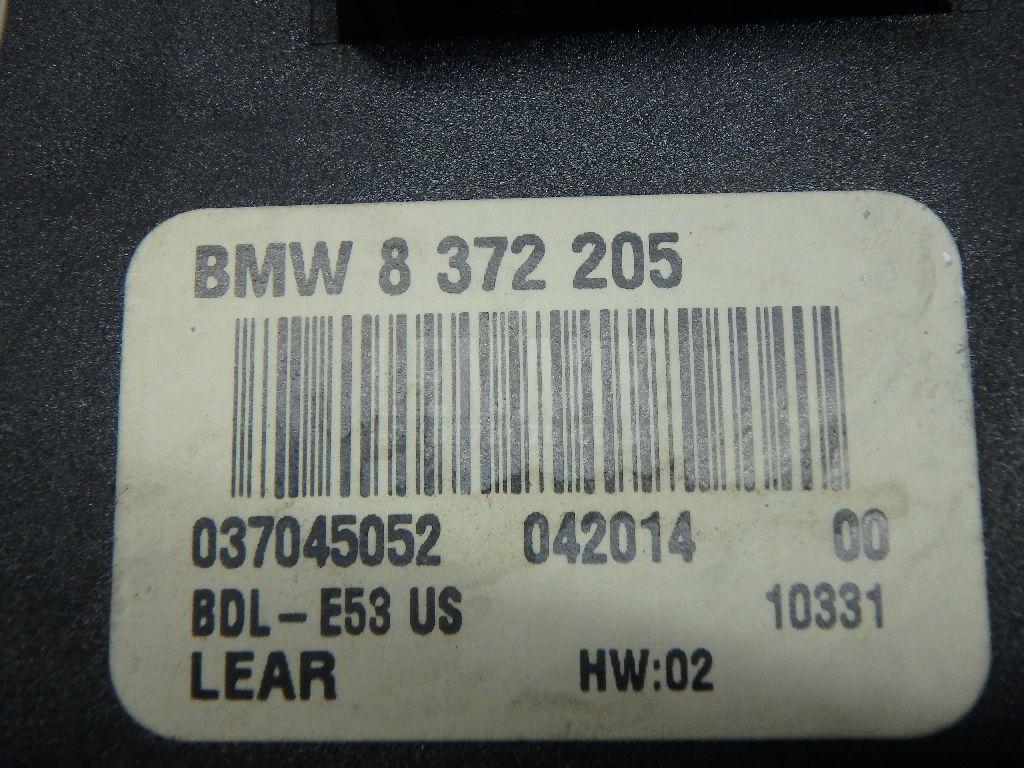 BMW 8 372 205
037045052 042014 00
BDL-E53 US 10331
LEAR HW:02